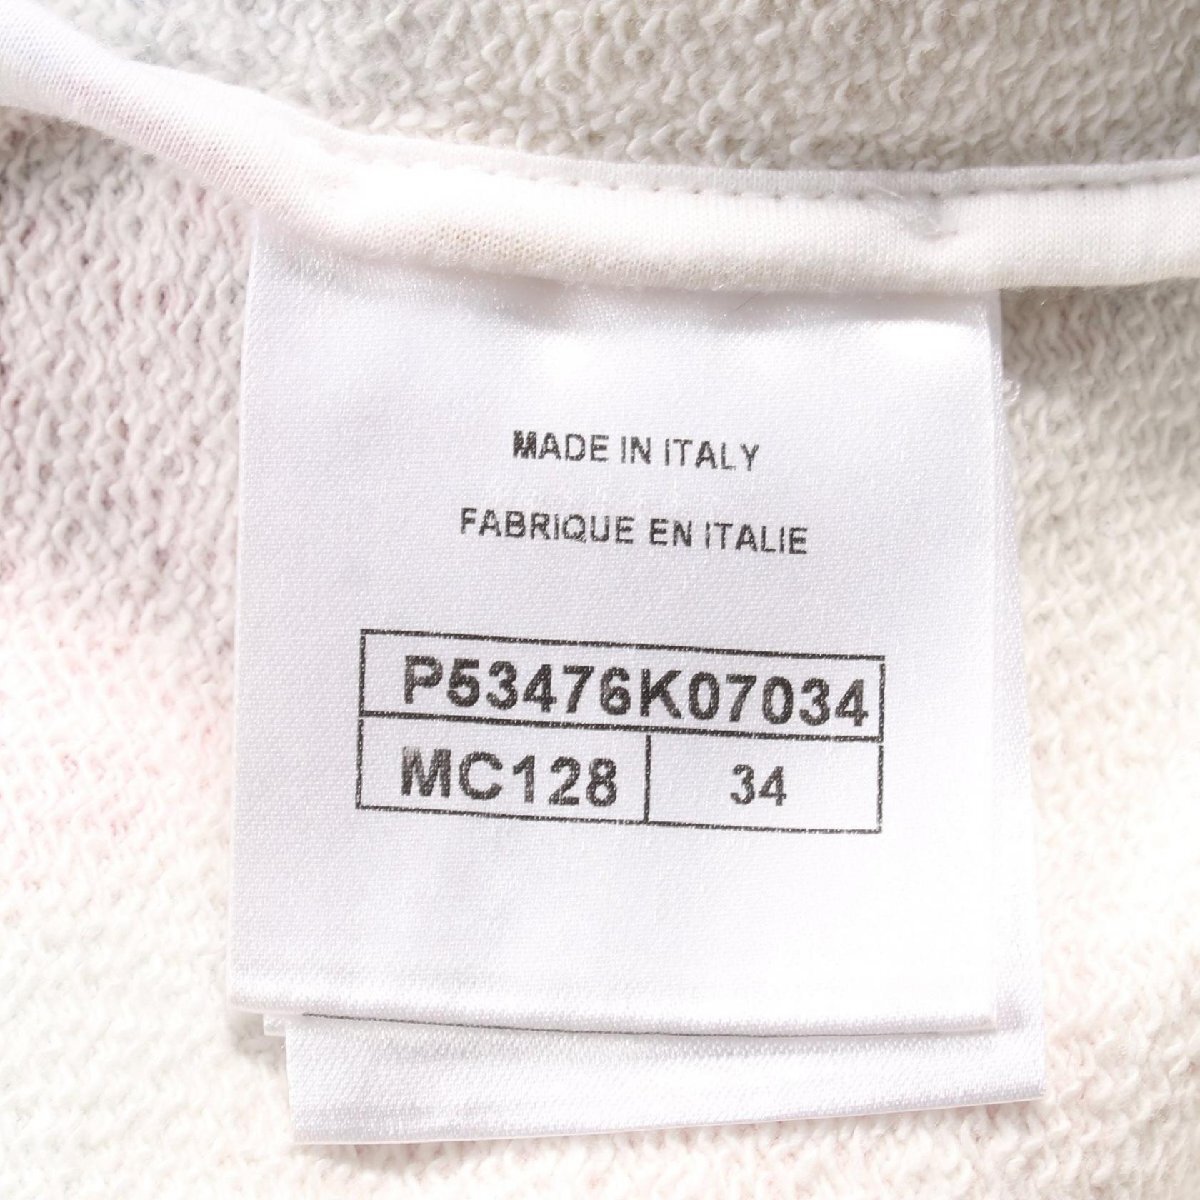 MADE IN ITALY
FABRIQUE EN ITALIE
P53476K07034
MC128 34